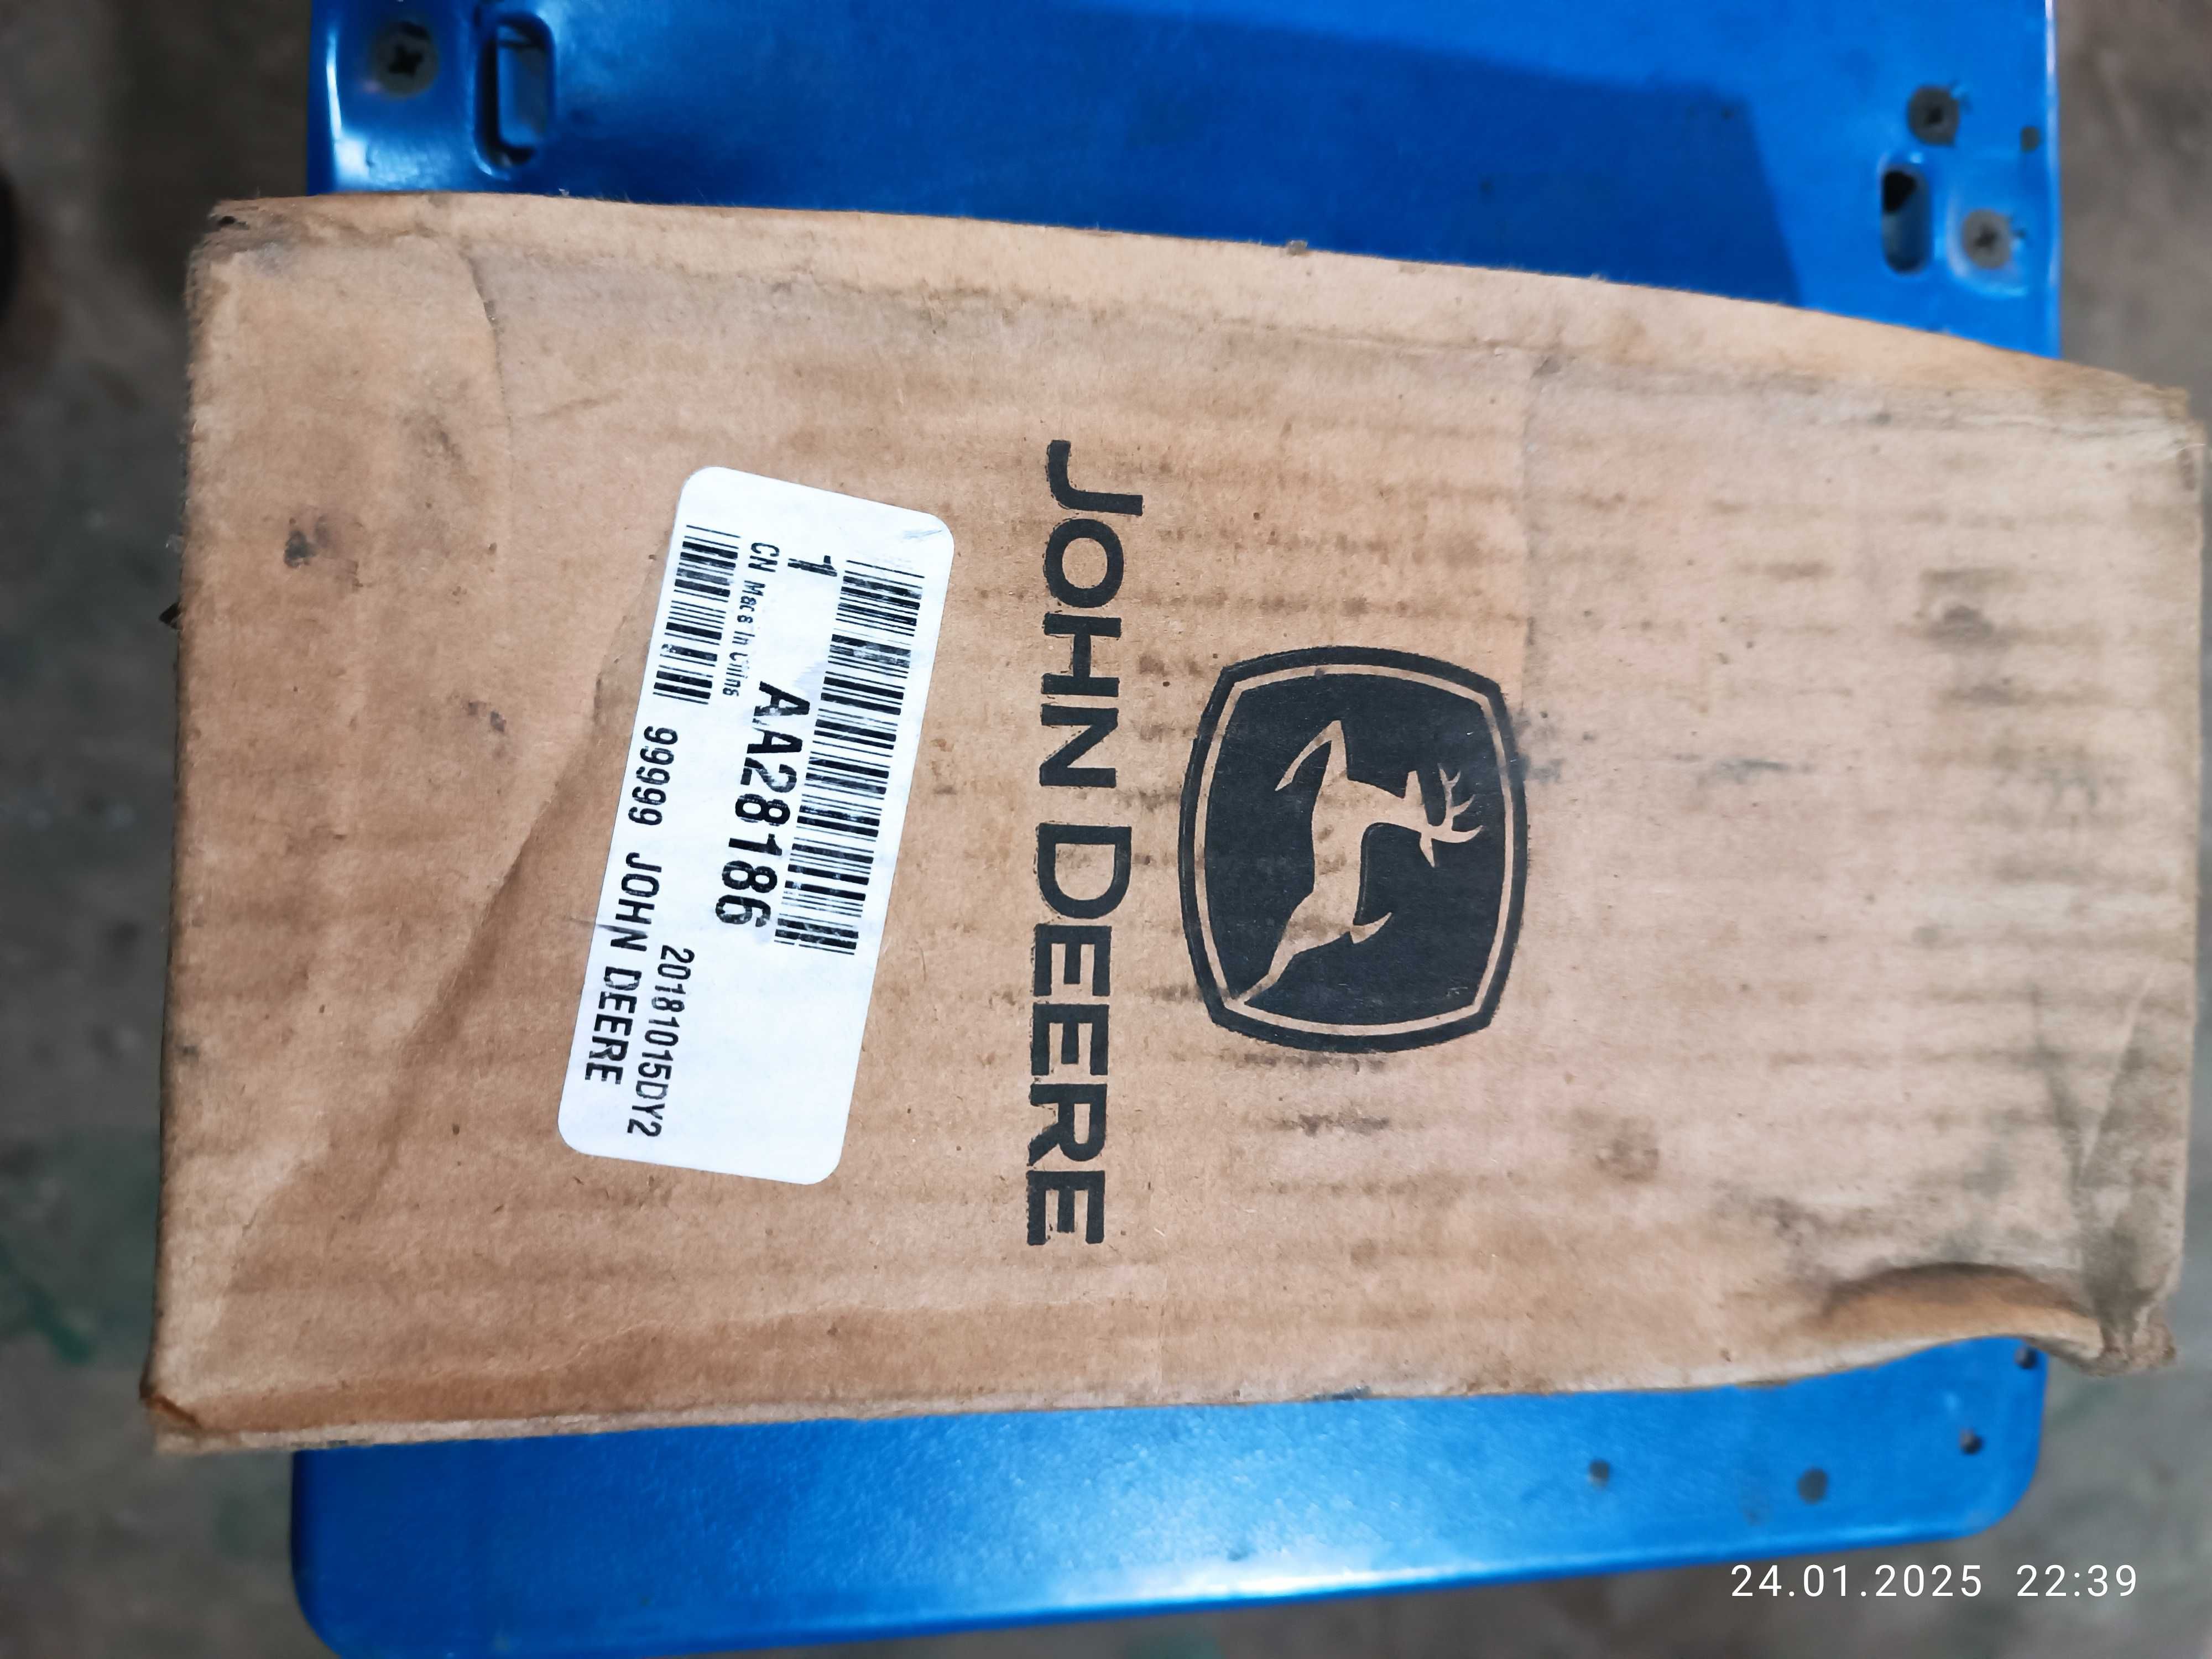 JOHN DEERE
1
AA28186
CN Made in China
20181015DY2
99999 JOHN DEERE
24.01.2025 22:39